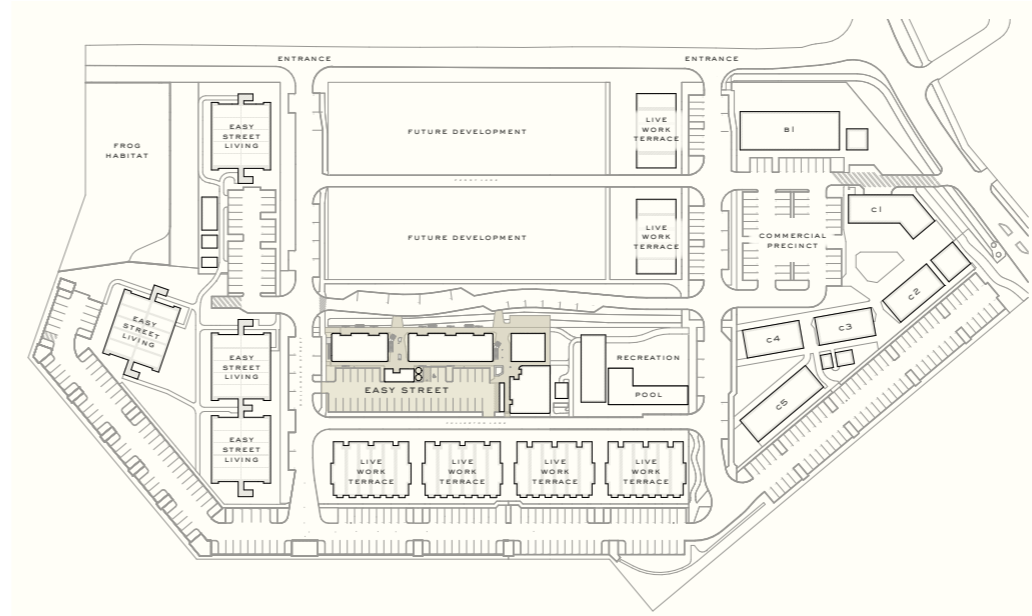 ENTRANCE
ENTRANCE
FROG
HABITAT
EASY
STREET
LIVING
FUTURE DEVELOPMENT
LIVE
WORK
TERRACE
B1
FUTURE DEVELOPMENT
LIVE
WORK
TERRACE
COMMERCIAL
PRECINCT
C1
C2
C3
C4
C5
EASY
STREET
LIVING
EASY
STREET
LIVING
EASY
STREET
LIVING
EASY STREET
RECREATION
POOL
LIVE
WORK
TERRACE
LIVE
WORK
TERRACE
LIVE
WORK
TERRACE
LIVE
WORK
TERRACE